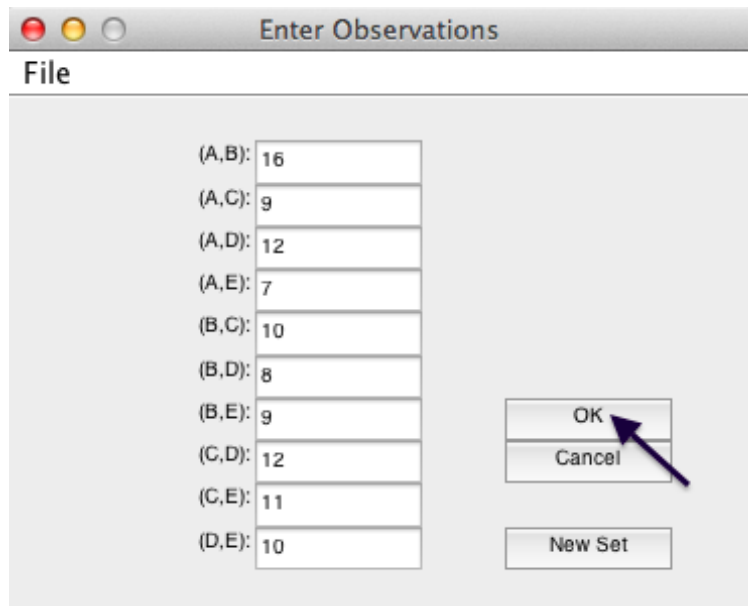 Enter Observations
File
(A,B): 16
(A,C): 9
(A,D): 12
(A,E): 7
(B,C): 10
(B,D): 8
(B,E): 9
OK
(C,D): 12
Cancel
(C,E): 11
(D,E): 10
New Set